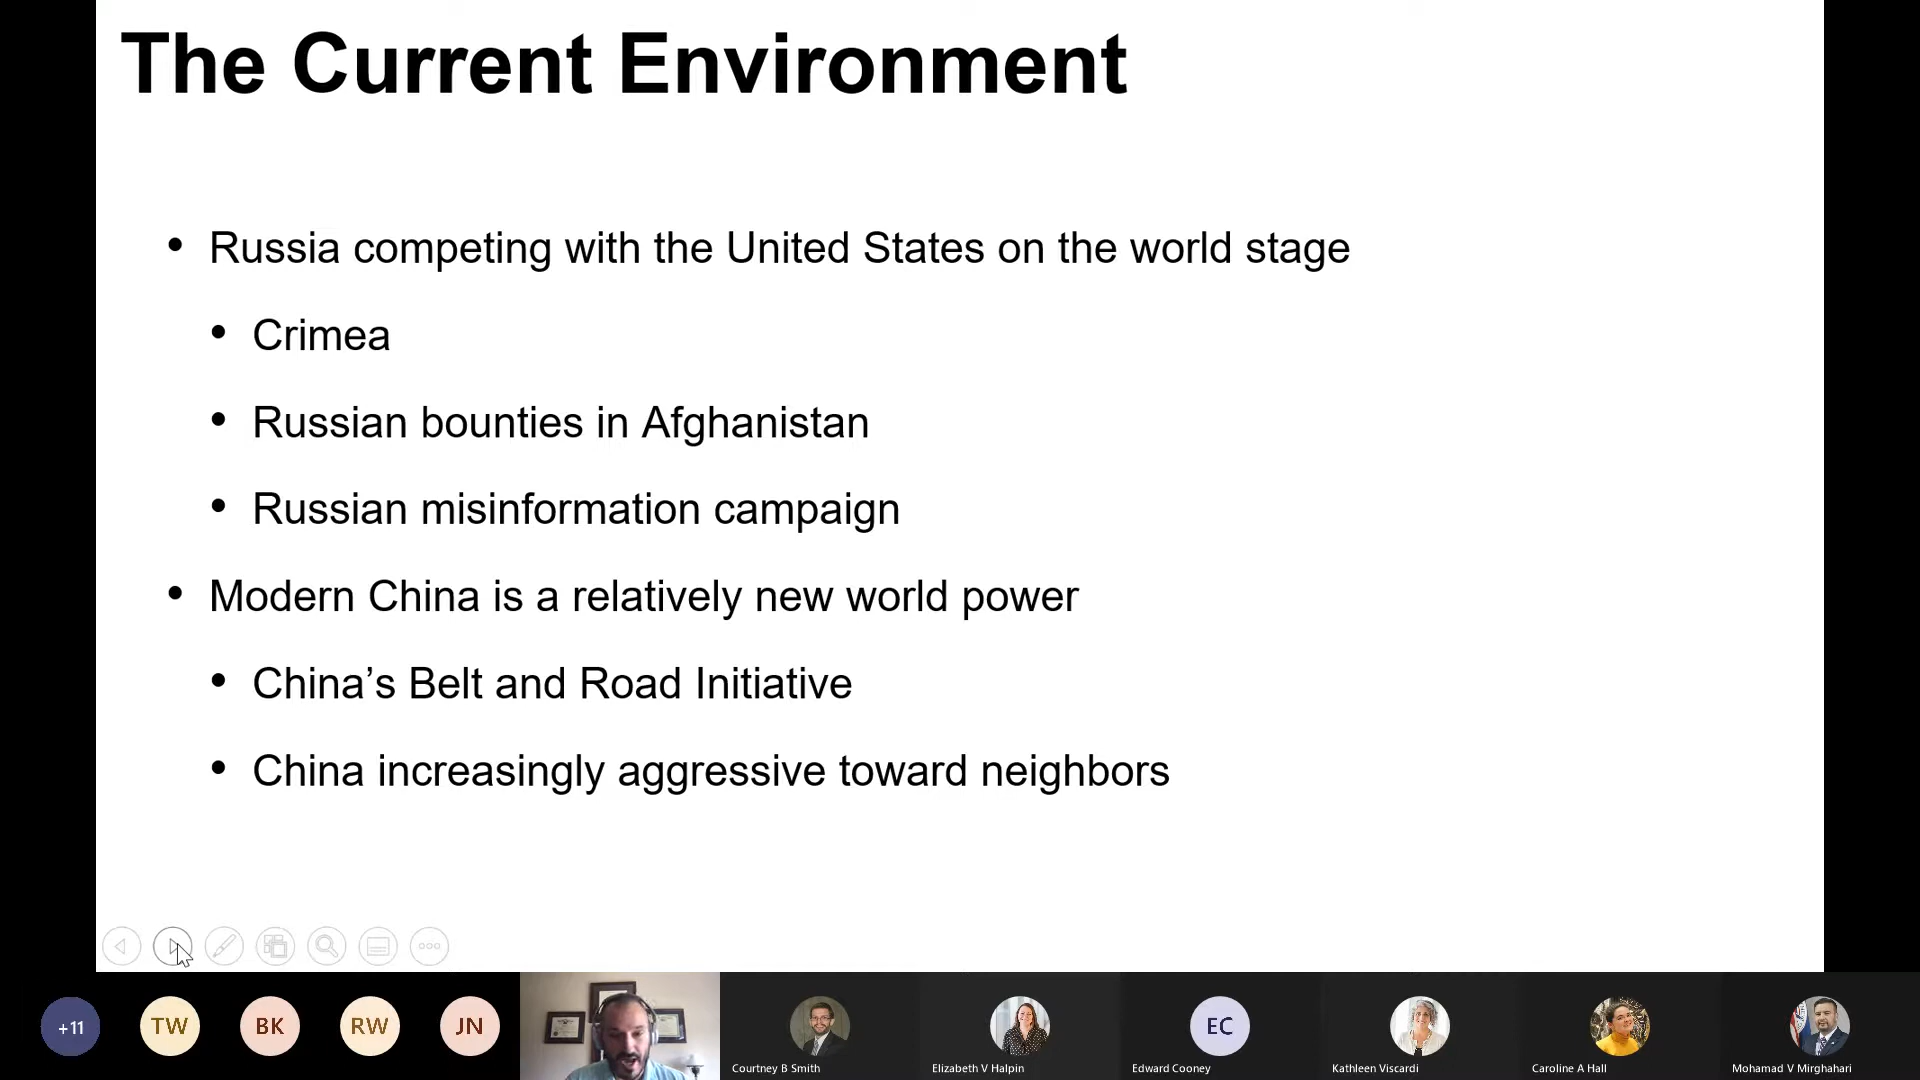 The Current Environment
Russia competing with the United States on the world stage
Crimea
Russian bounties in Afghanistan
Russian misinformation campaign
Modern China is a relatively new world power
China’s Belt and Road Initiative
China increasingly aggressive toward neighbors
+11
TW
BK
RW
JN
EC
Courtney B Smith
Elizabeth V Halpin
Edward Cooney
Kathleen Viscardi
Caroline A Hall
Mohamad V Mirghahari